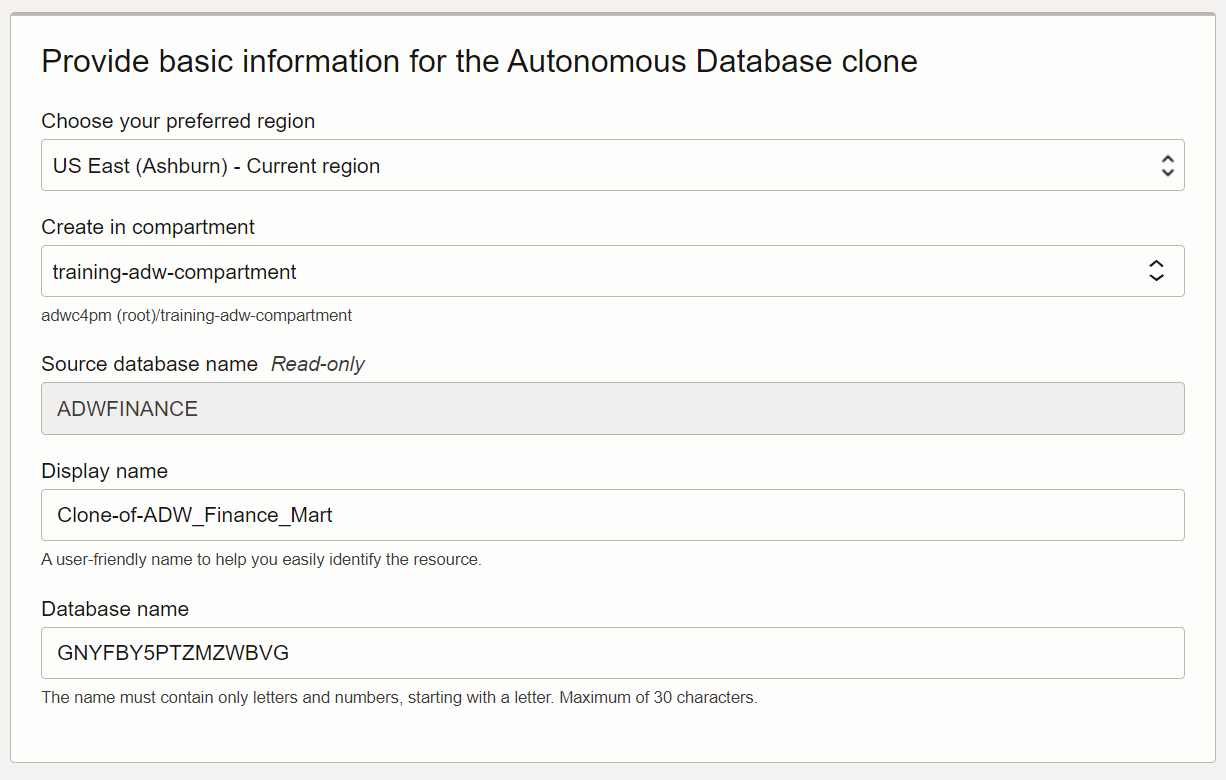 Provide basic information for the Autonomous Database clone
Choose your preferred region
US East (Ashburn) - Current region
Create in compartment
training-adw-compartment
adwc4pm (root)/training-adw-compartment
Source database name Read-only
ADWFINANCE
Display name
Clone-of-ADW_Finance_Mart
A user-friendly name to help you easily identify the resource.
Database name
GNYFBY5PTZMZWBVG
The name must contain only letters and numbers, starting with a letter. Maximum of 30 characters.